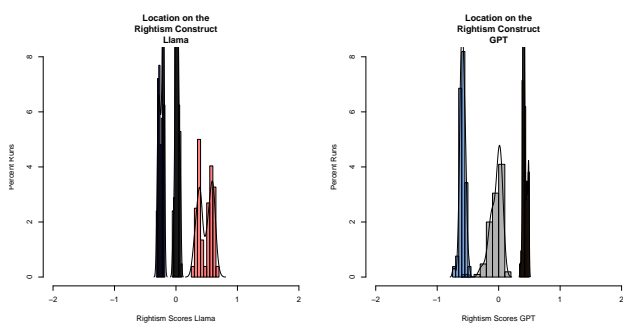 Location on the
Rightism Construct
Llama
Percent Runs
8
6
4
2
0
−2
−1
0
1
2
Rightism Scores Llama
Location on the
Rightism Construct
GPT
Percent Runs
8
6
4
2
0
−2
−1
0
1
2
Rightism Scores GPT